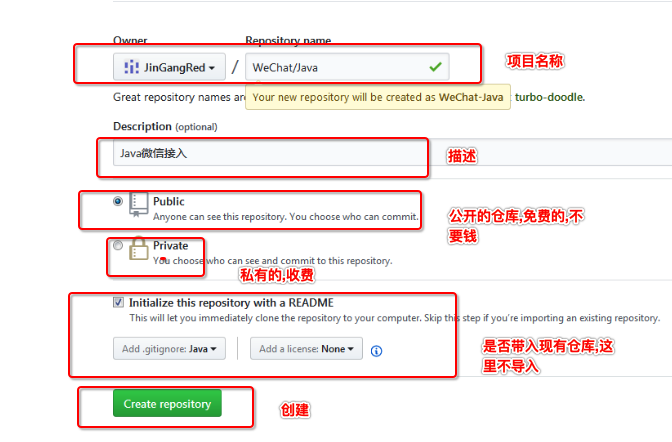 Owner
Repository name
JinGangRed / WeChat/Java
项目名称
Great repository names are
Your new repository will be created as WeChat-Java
turbo-doodle.
Description (optional)
Java微信接入
描述
Public
Anyone can see this repository. You choose who can commit.
公开的仓库,免费的,不
要钱
Private
You choose who can see and commit to this repository.
私有的,收费
Initialize this repository with a README
This will let you immediately clone the repository to your computer. Skip this step if you're importing an existing repository.
Add .gitignore: Java
Add a license: None
是否带入现有仓库,这
里不导入
Create repository
创建